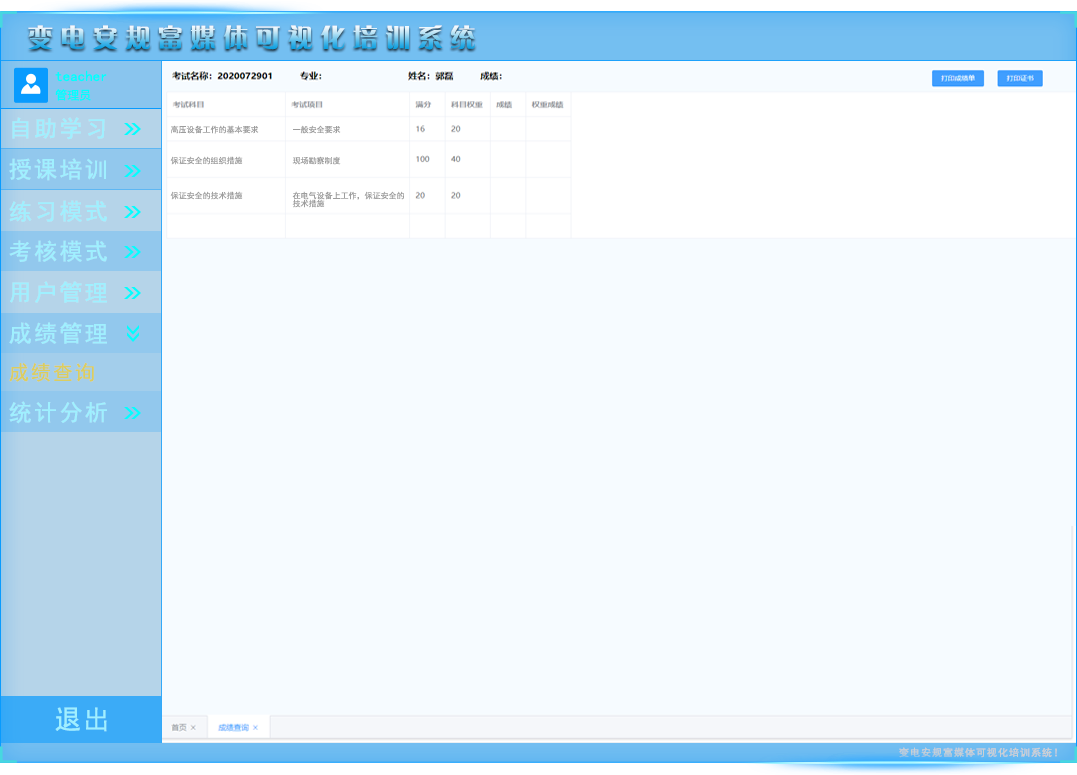 变电安规富媒体可视化培训系统
teacher
管理员
自助学习
授课培训
练习模式
考核模式
用户管理
成绩管理
成绩查询
统计分析
退出
考试名称：2020072901 专业： 姓名：郭磊 成绩：
打印成绩单 打印证书
考试科目 考试项目 满分 科目权重 成绩 权重成绩
高压设备工作的基本要求 一般安全要求 16 20
保证安全的组织措施 现场勘察制度 100 40
保证安全的技术措施 在电气设备上工作，保证安全的 20 20
技术措施
首页 × 成绩查询 ×
变电安规富媒体可视化培训系统！